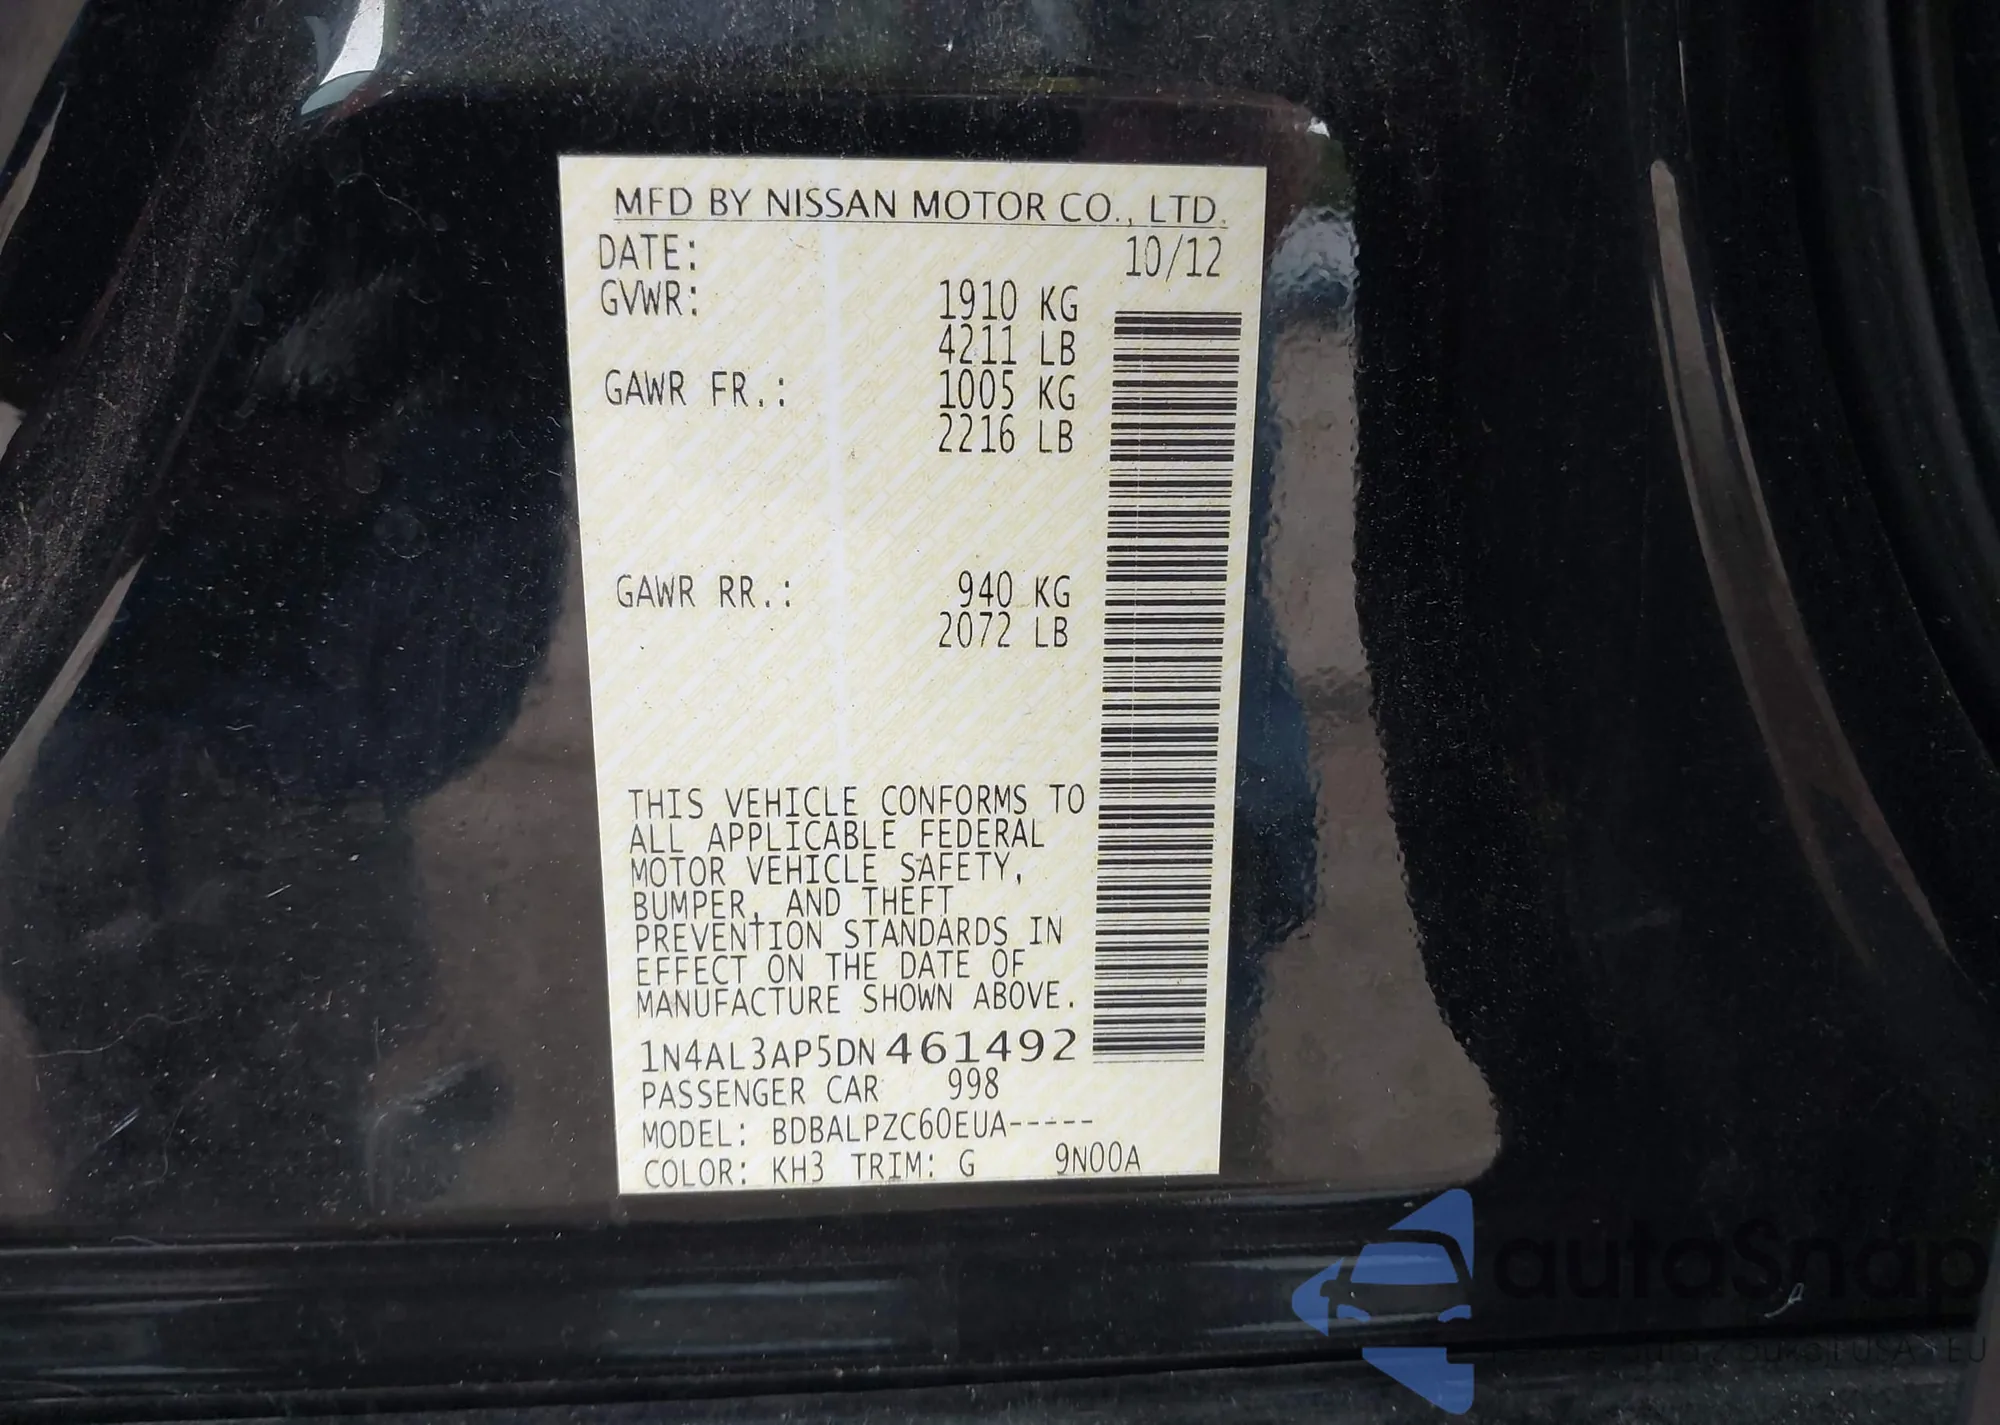 MFD BY NISSAN MOTOR CO., LTD.
DATE: 10/12
GVWR: 1910 KG
4211 LB
GAWR FR.: 1005 KG
2216 LB
GAWR RR.: 940 KG
2072 LB
THIS VEHICLE CONFORMS TO
ALL APPLICABLE FEDERAL
MOTOR VEHICLE SAFETY,
BUMPER, AND THEFT
PREVENTION STANDARDS IN
EFFECT ON THE DATE OF
MANUFACTURE SHOWN ABOVE.
1N4AL3AP5DN461492
PASSENGER CAR 998
MODEL: BDBALPZC60EUA-----
COLOR: KH3 TRIM: G 9N00A
autoSnap
USA EU